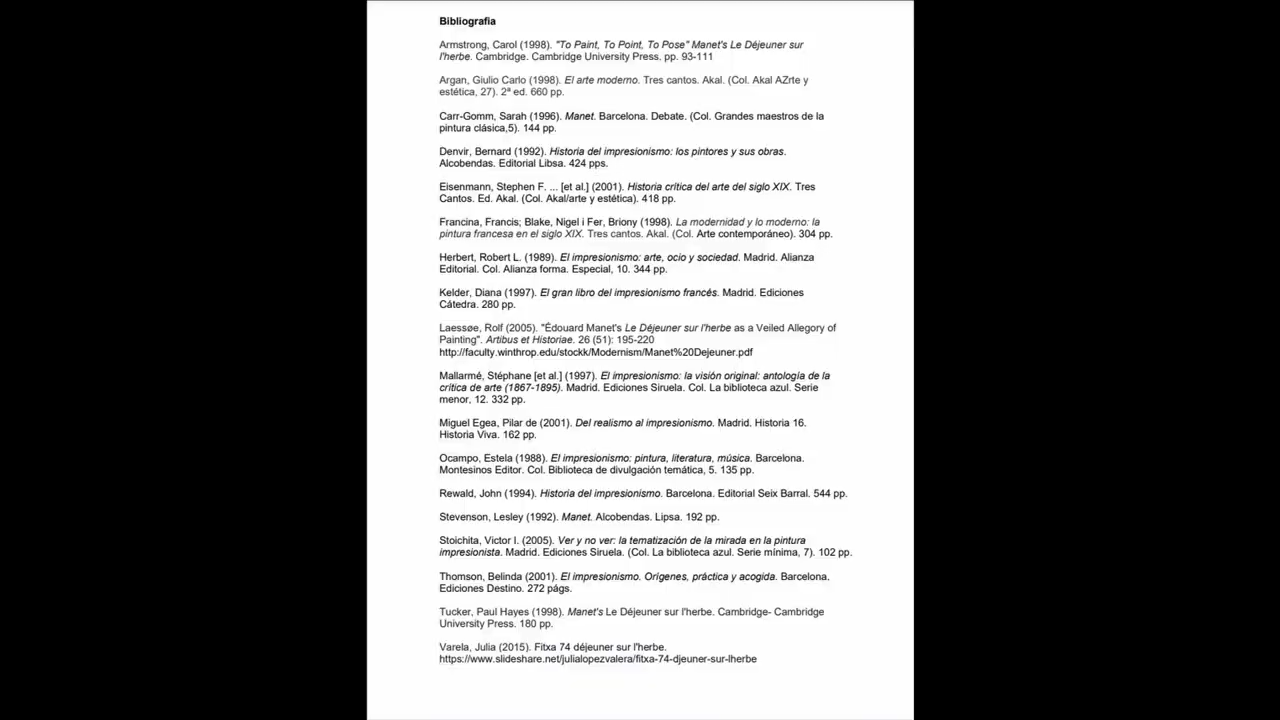 Bibliografia
Armstrong, Carol (1998). "To Paint, To Point, To Pose" Manet's Le Déjeuner sur
l'herbe. Cambridge. Cambridge University Press. pp. 93-111
Argan, Giulio Carlo (1998). El arte moderno. Tres cantos. Akal. (Col. Akal AZrte y
estética, 27). 2ª ed. 660 pp.
Carr-Gomm, Sarah (1996). Manet. Barcelona. Debate. (Col. Grandes maestros de la
pintura clásica,5). 144 pp.
Denvir, Bernard (1992). Historia del impresionismo: los pintores y sus obras.
Alcobendas. Editorial Libsa. 424 pps.
Eisenmann, Stephen F. ... [et al.] (2001). Historia crítica del arte del siglo XIX. Tres
Cantos. Ed. Akal. (Col. Akal/arte y estética). 418 pp.
Francina, Francis; Blake, Nigel i Fer, Briony (1998). La modernidad y lo moderno: la
pintura francesa en el siglo XIX. Tres cantos. Akal. (Col. Arte contemporáneo). 304 pp.
Herbert, Robert L. (1989). El impresionismo: arte, ocio y sociedad. Madrid. Alianza
Editorial. Col. Alianza forma. Especial, 10. 344 pp.
Kelder, Diana (1997). El gran libro del impresionismo francés. Madrid. Ediciones
Cátedra. 280 pp.
Laessøe, Rolf (2005). "Édouard Manet's Le Déjeuner sur l'herbe as a Veiled Allegory of
Painting". Artibus et Historiae. 26 (51): 195-220
http://faculty.winthrop.edu/stockk/Modernism/Manet%20Dejeuner.pdf
Mallarmé, Stéphane [et al.] (1997). El impresionismo: la visión original: antología de la
crítica de arte (1867-1895). Madrid. Ediciones Siruela. Col. La biblioteca azul. Serie
menor, 12. 332 pp.
Miguel Egea, Pilar de (2001). Del realismo al impresionismo. Madrid. Historia 16.
Historia Viva. 162 pp.
Ocampo, Estela (1988). El impresionismo: pintura, literatura, música. Barcelona.
Montesinos Editor. Col. Biblioteca de divulgación temática, 5. 135 pp.
Rewald, John (1994). Historia del impresionismo. Barcelona. Editorial Seix Barral. 544 pp.
Stevenson, Lesley (1992). Manet. Alcobendas. Lipsa. 192 pp.
Stoichita, Victor I. (2005). Ver y no ver: la tematización de la mirada en la pintura
impresionista. Madrid. Ediciones Siruela. (Col. La biblioteca azul. Serie mínima, 7). 102 pp.
Thomson, Belinda (2001). El impresionismo. Orígenes, práctica y acogida. Barcelona.
Ediciones Destino. 272 págs.
Tucker, Paul Hayes (1998). Manet's Le Déjeuner sur l'herbe. Cambridge- Cambridge
University Press. 180 pp.
Varela, Julia (2015). Fitxa 74 déjeuner sur l'herbe.
https://www.slideshare.net/julialopezvalera/fitxa-74-djeuner-sur-lherbe